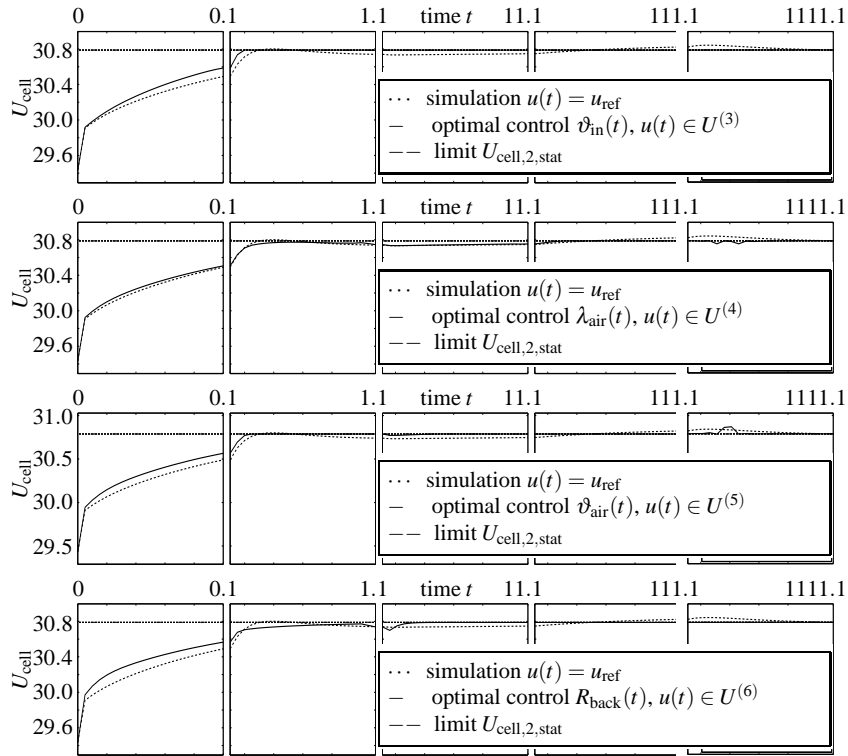 0 0.1 1.1 time t 11.1 111.1 1111.1
30.8
30.4
30.0
29.6
U_cell
··· simulation u(t) = u_ref
− optimal control ϑ_in(t), u(t) ∈ U^(3)
−− limit U_cell,2,stat
0 0.1 1.1 time t 11.1 111.1 1111.1
30.8
30.4
30.0
29.6
U_cell
··· simulation u(t) = u_ref
− optimal control λ_air(t), u(t) ∈ U^(4)
−− limit U_cell,2,stat
0 0.1 1.1 time t 11.1 111.1 1111.1
31.0
30.5
30.0
29.5
U_cell
··· simulation u(t) = u_ref
− optimal control ϑ_air(t), u(t) ∈ U^(5)
−− limit U_cell,2,stat
0 0.1 1.1 time t 11.1 111.1 1111.1
30.8
30.4
30.0
29.6
U_cell
··· simulation u(t) = u_ref
− optimal control R_back(t), u(t) ∈ U^(6)
−− limit U_cell,2,stat